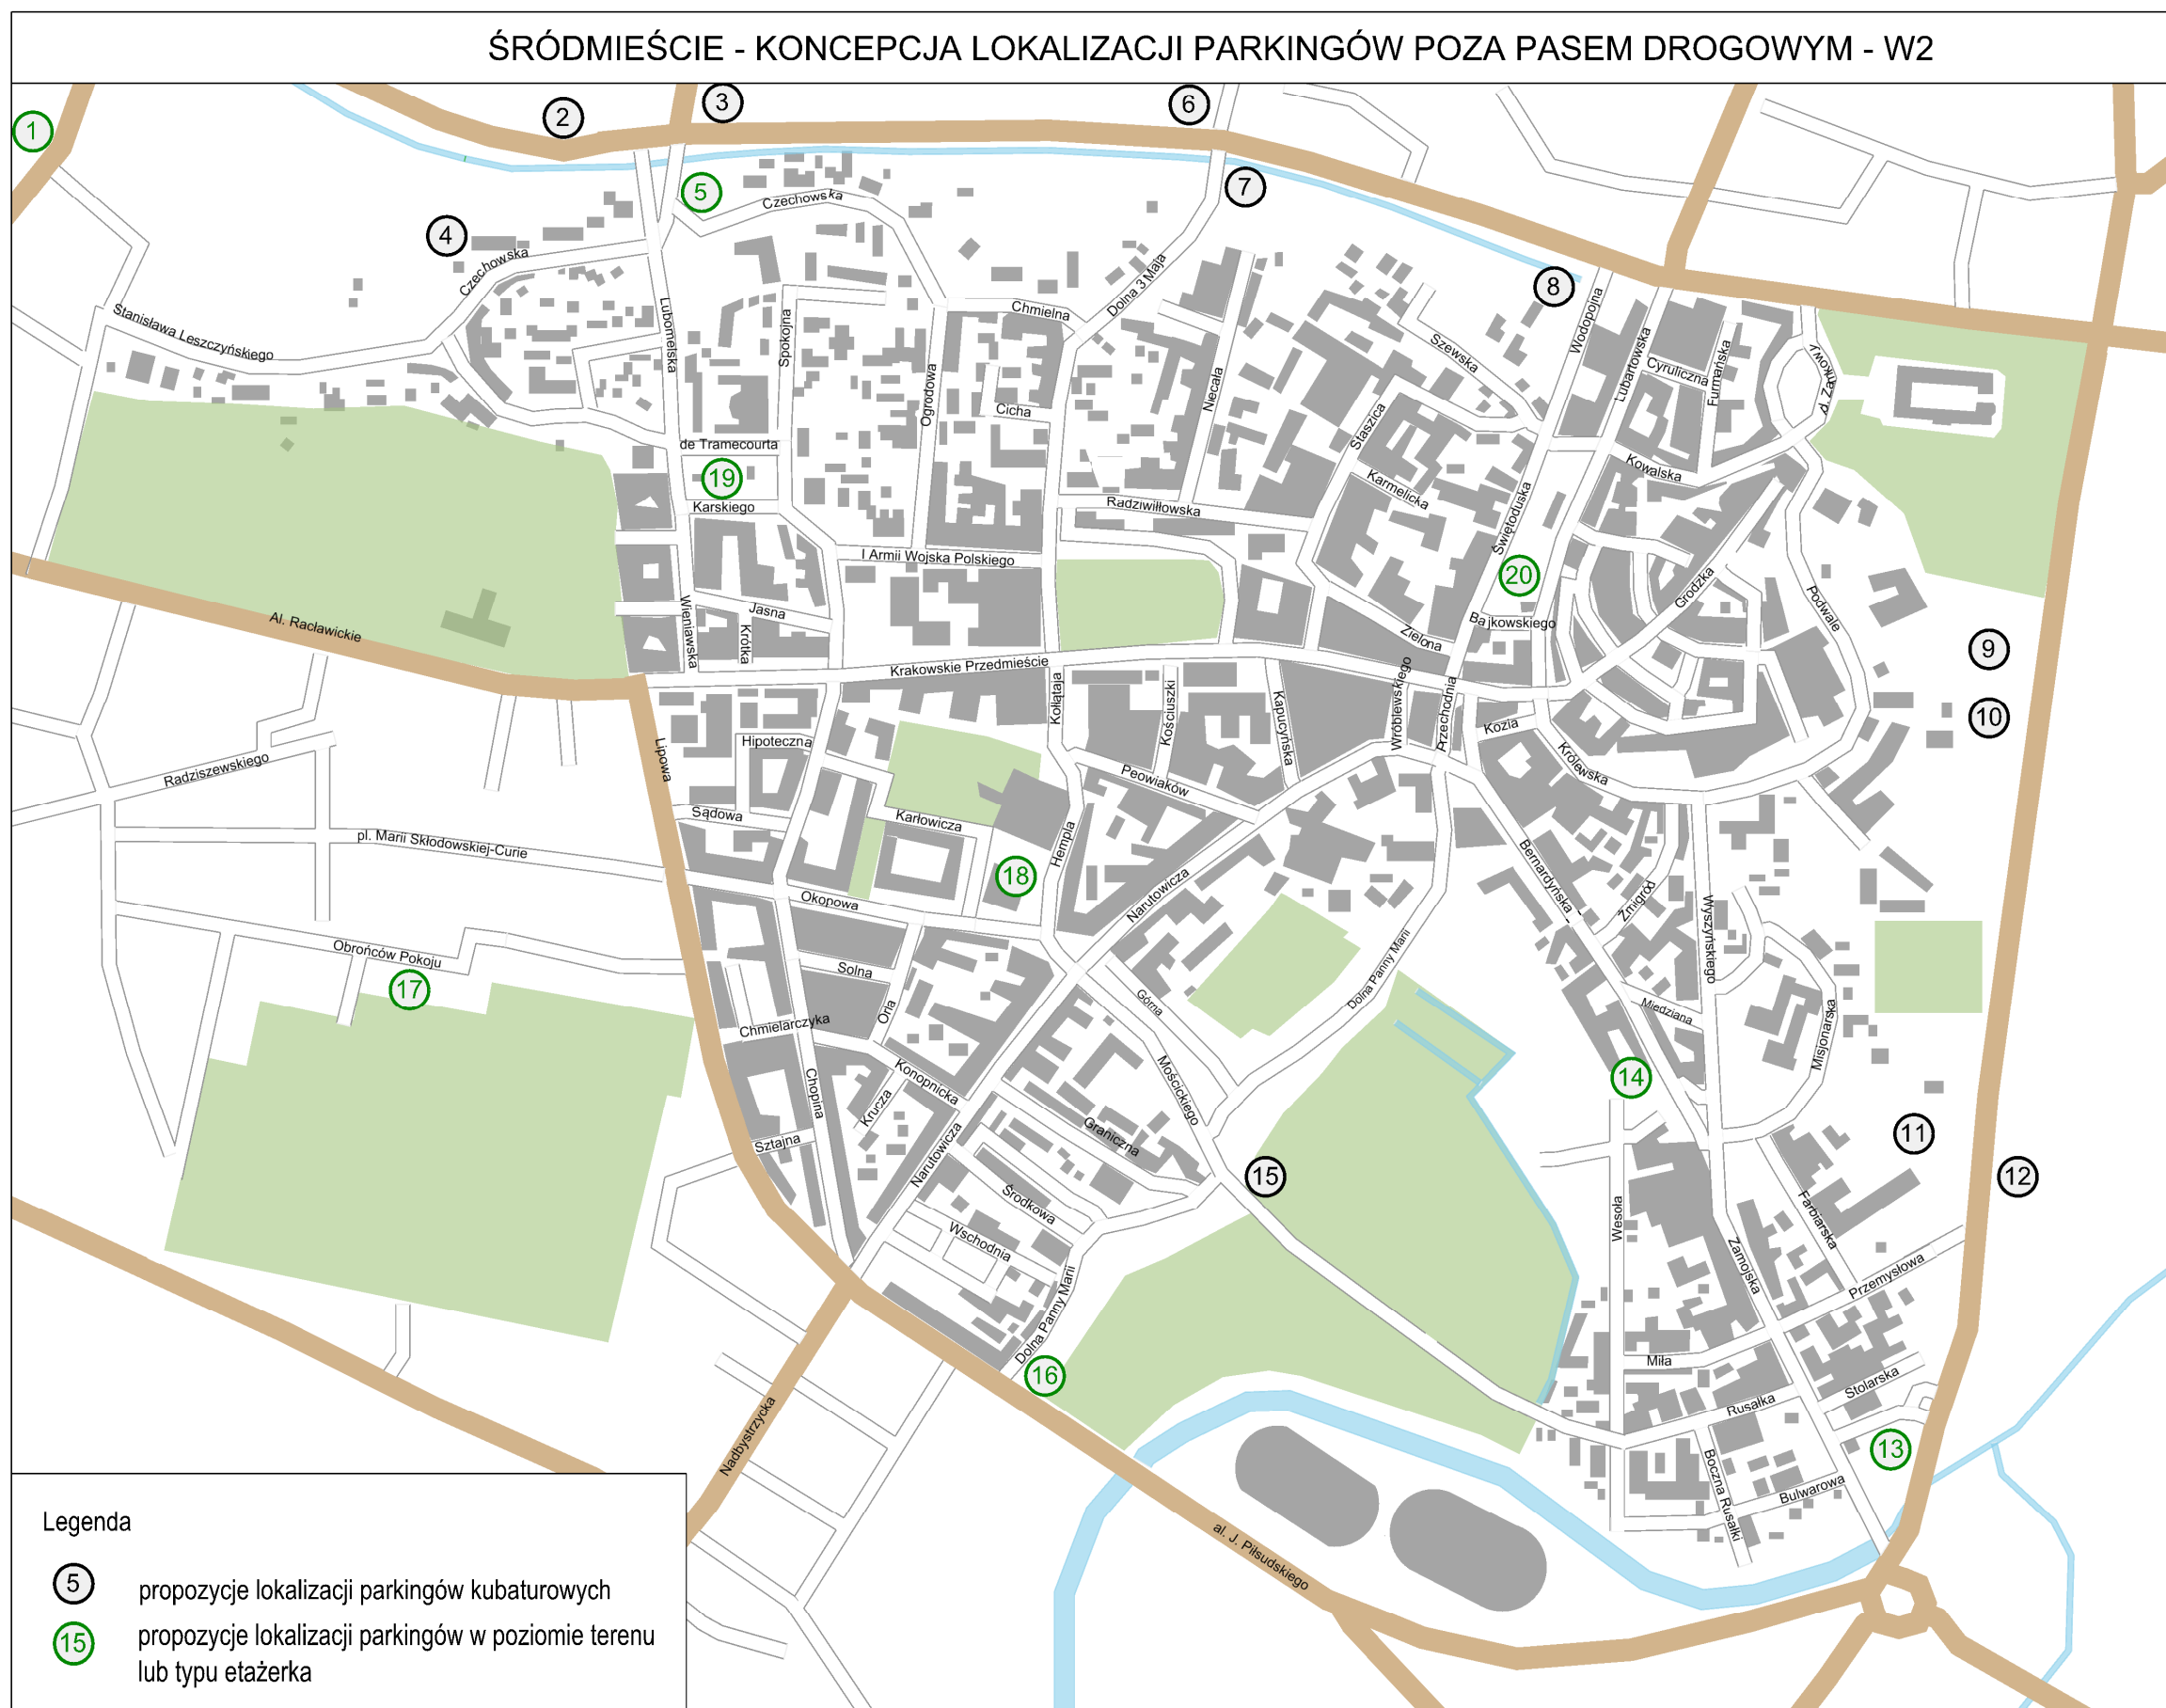 ŚRÓDMIEŚCIE - KONCEPCJA LOKALIZACJI PARKINGÓW POZA PASEM DROGOWYM - W2
1
2
3
6
5
7
4
8
Czechowska
Czechowska
Stanisława Leszczyńskiego
Lubomelska
Spokojna
Chmielna
Dolna 3 Maja
Ogrodowa
Cicha
Niecała
Szewska
Staszica
Wodopojna
Lubartowska
Cyruliczna
Furmańska
pl. Zamkowy
de Tramecourta
19
Karskiego
Radziwiłłowska
Karmelicka
Kowalska
Świętoduska
I Armii Wojska Polskiego
20
Grodzka
Podwale
Al. Racławickie
Wieniawska
Jasna
Krótka
Bajkowskiego
Zielona
9
10
Krakowskie Przedmieście
Kołłątaja
Kościuszki
Kapucyńska
Wróblewskiego
Przechodnia
Kozia
Królewska
Lipowa
Hipoteczna
Radziszewskiego
Peowiaków
Sądowa
Karłowicza
pl. Marii Skłodowskiej-Curie
Hempla
18
Narutowicza
Bernardyńska
Żmigród
Wyszyńskiego
Okopowa
Obrońców Pokoju
17
Solna
Orla
Górna
Dolna Panny Marii
Miedziana
Misjonarska
Chmielarczyka
Konopnicka
Krucza
Chopina
Mościckiego
14
Sztajna
Narutowicza
Graniczna
15
11
12
Środkowa
Wschodnia
Wesoła
Farbiarska
Zamojska
Przemysłowa
Dolna Panny Marii
16
Miła
Stolarska
Rusałka
13
Nadbystrzycka
Boczna Rusałki
Bulwarowa
al. J. Piłsudskiego
Legenda
5 propozycje lokalizacji parkingów kubaturowych
15 propozycje lokalizacji parkingów w poziomie terenu
lub typu etażerka